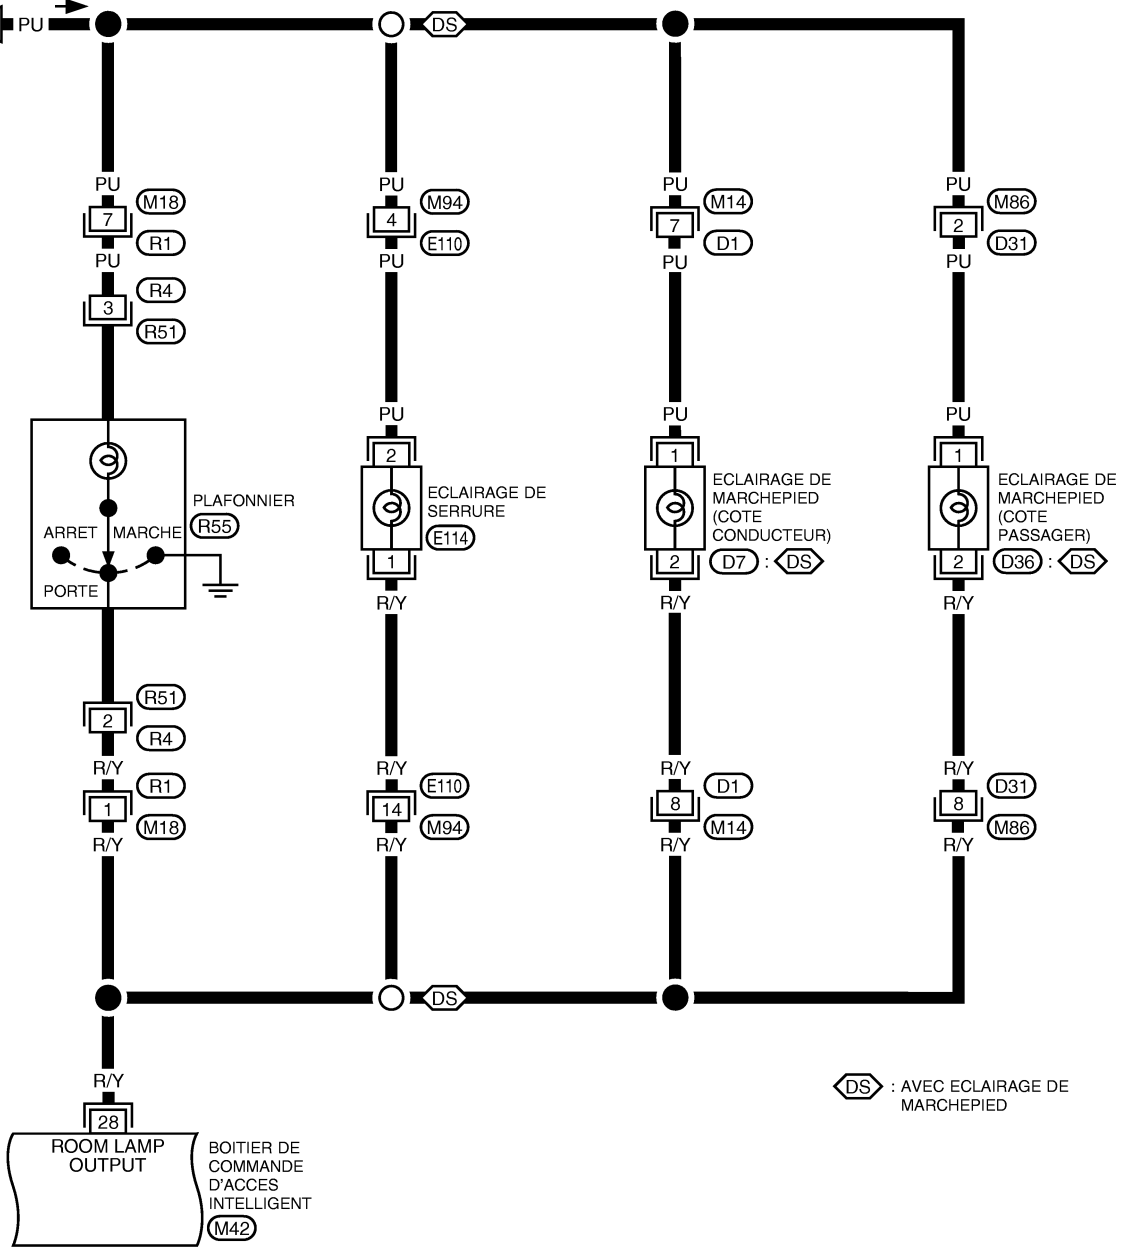 PU
DS
PU
PU
PU
PU
7
M18
R1
4
M94
E110
7
M14
D1
2
M86
D31
PU
PU
PU
PU
3
R4
R51
PU
PU
PU
2
1
1
PLAFONNIER
R55
ARRET
MARCHE
PORTE
ECLAIRAGE DE
SERRURE
E114
1
ECLAIRAGE DE
MARCHEPIED
(COTE
CONDUCTEUR)
2
D7 : DS
ECLAIRAGE DE
MARCHEPIED
(COTE
PASSAGER)
2
D36 : DS
R/Y
R/Y
R/Y
2
R51
R4
R/Y
R/Y
R/Y
R/Y
1
R1
M18
14
E110
M94
8
D1
M14
8
D31
M86
R/Y
R/Y
R/Y
R/Y
DS
R/Y
28
ROOM LAMP
OUTPUT
BOITIER DE
COMMANDE
D'ACCES
INTELLIGENT
M42
DS : AVEC ECLAIRAGE DE
MARCHEPIED